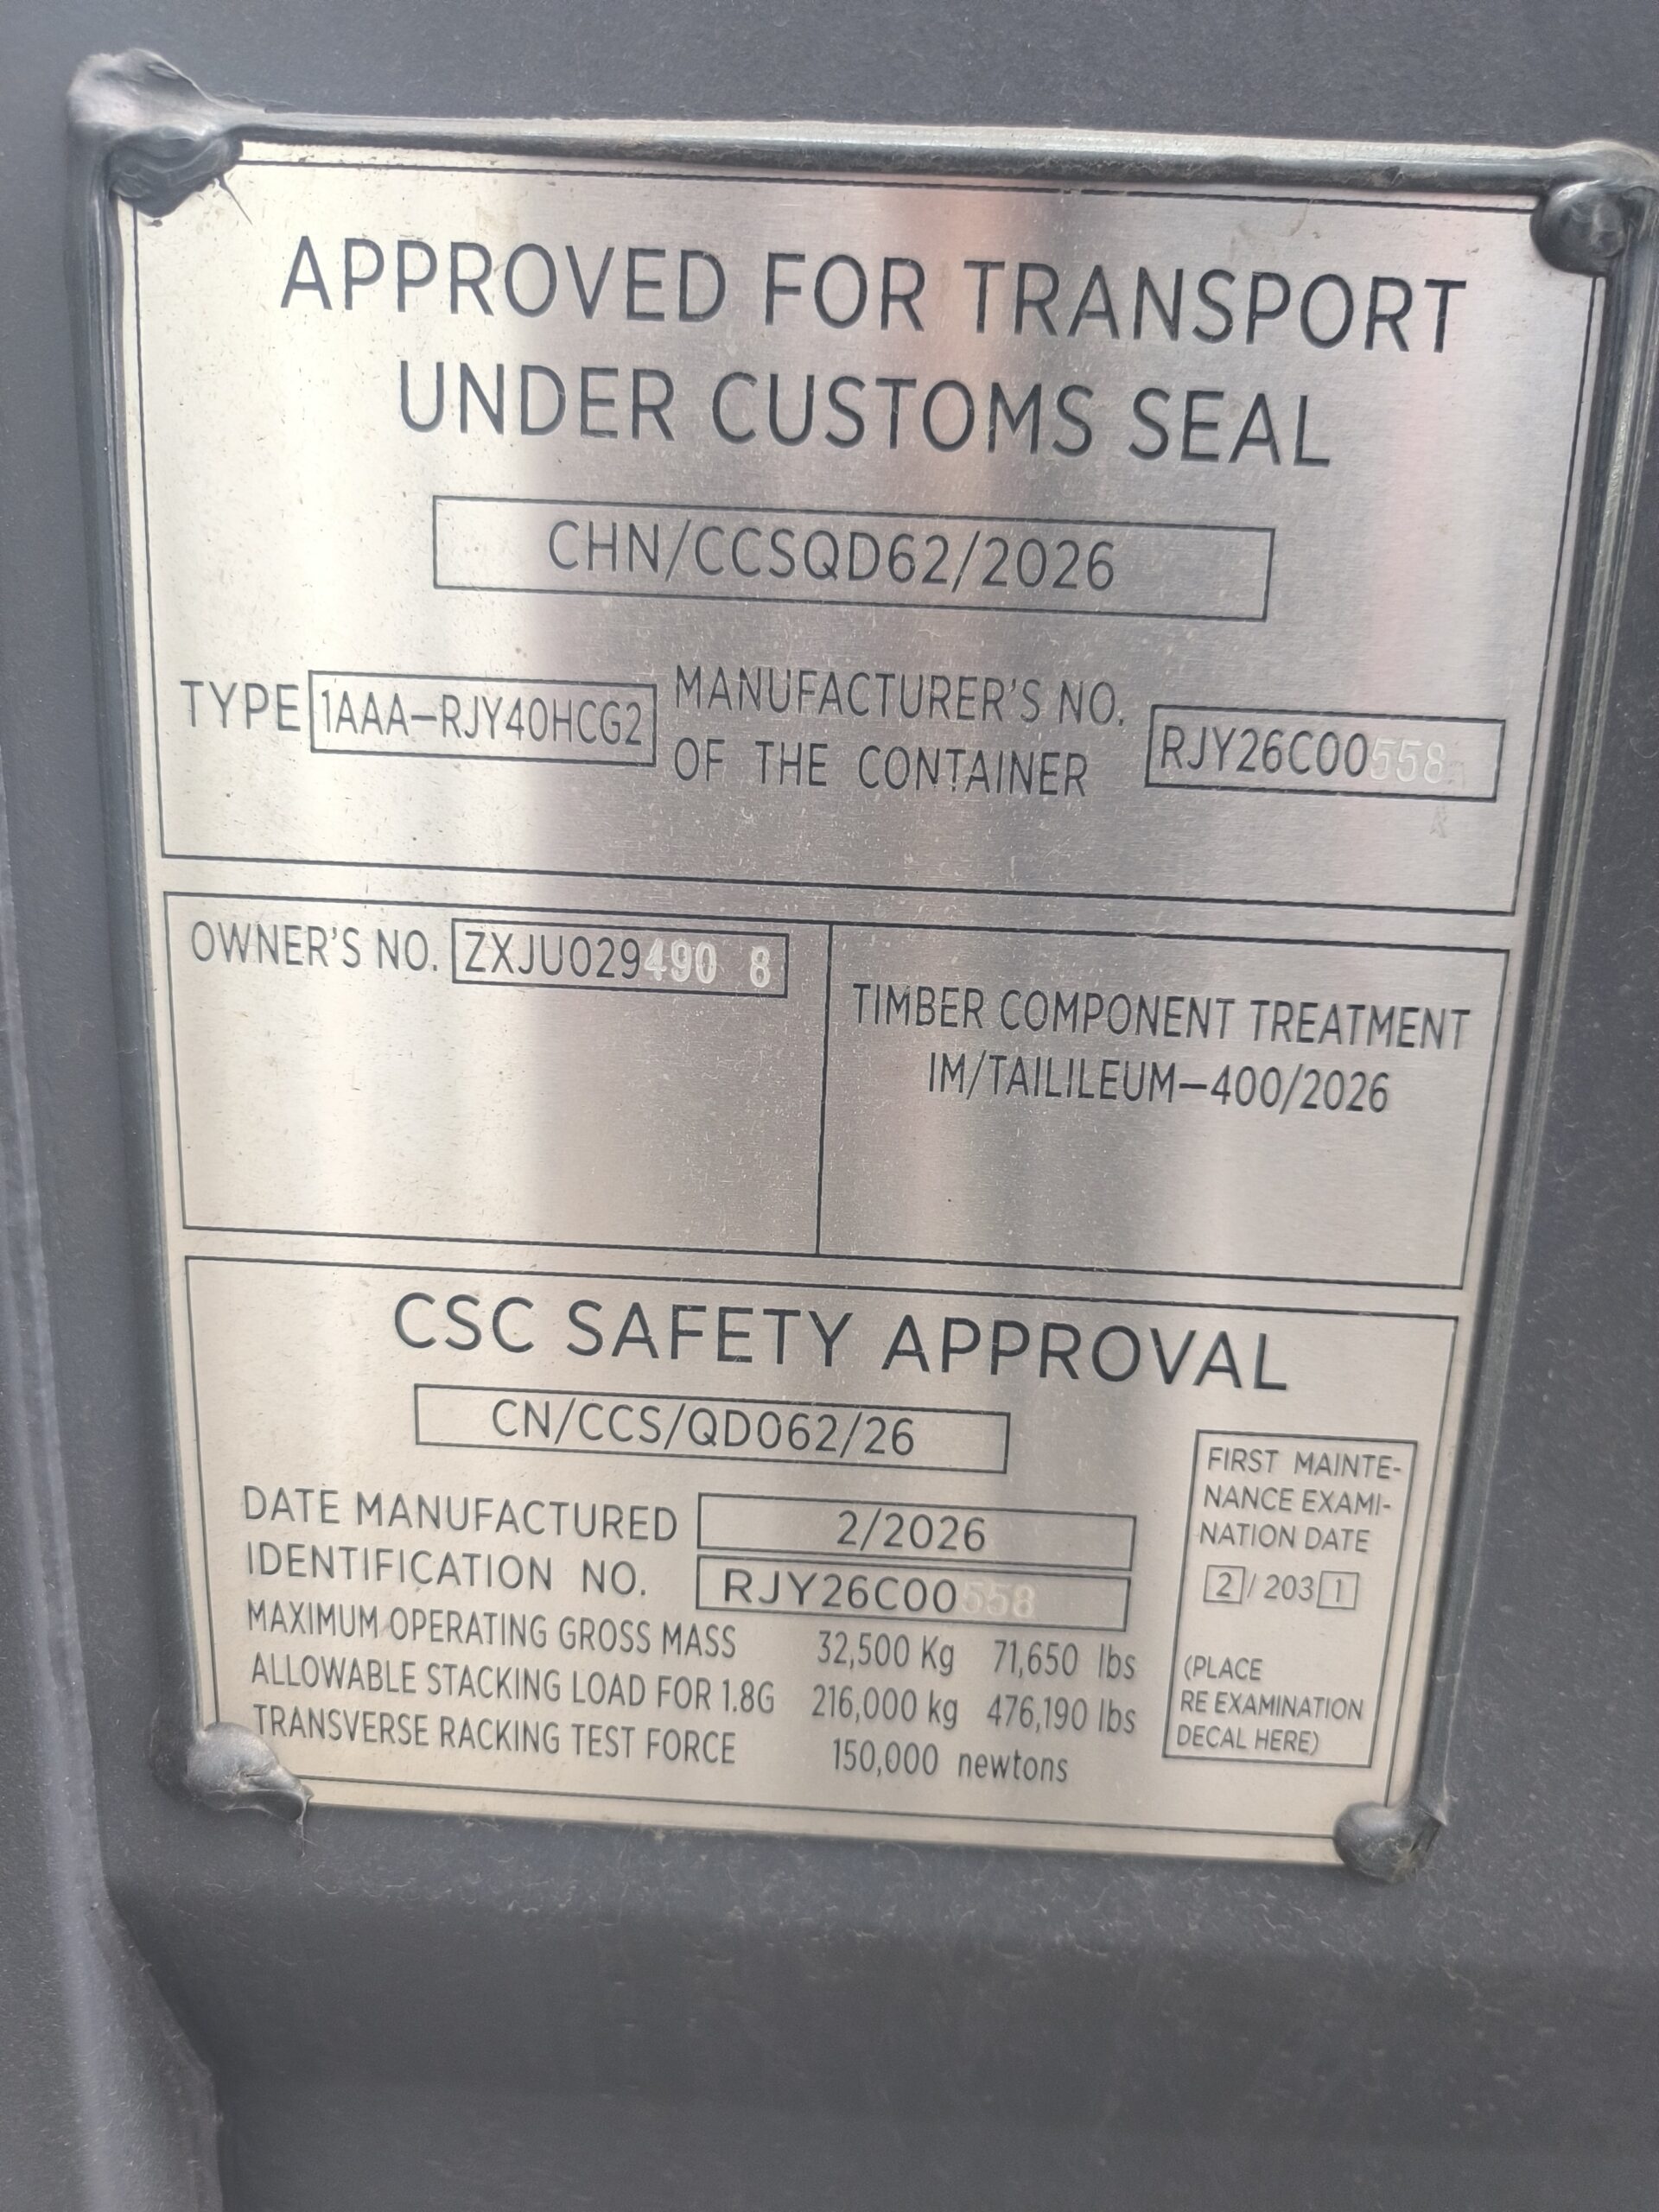 APPROVED FOR TRANSPORT
UNDER CUSTOMS SEAL
CHN/CCSQD62/2026
TYPE 1AAA-RJY40HCG2 MANUFACTURER'S NO. OF THE CONTAINER RJY26C00558
OWNER'S NO. ZXJU029490 8
TIMBER COMPONENT TREATMENT
IM/TAILILEUM-400/2026
CSC SAFETY APPROVAL
CN/CCS/QD062/26
DATE MANUFACTURED 2/2026
IDENTIFICATION NO. RJY26C00558
MAXIMUM OPERATING GROSS MASS 32,500 Kg 71,650 lbs
ALLOWABLE STACKING LOAD FOR 1.8G 216,000 kg 476,190 lbs
TRANSVERSE RACKING TEST FORCE 150,000 newtons
FIRST MAINTE-
NANCE EXAMI-
NATION DATE
2/2031
(PLACE
RE EXAMINATION
DECAL HERE)